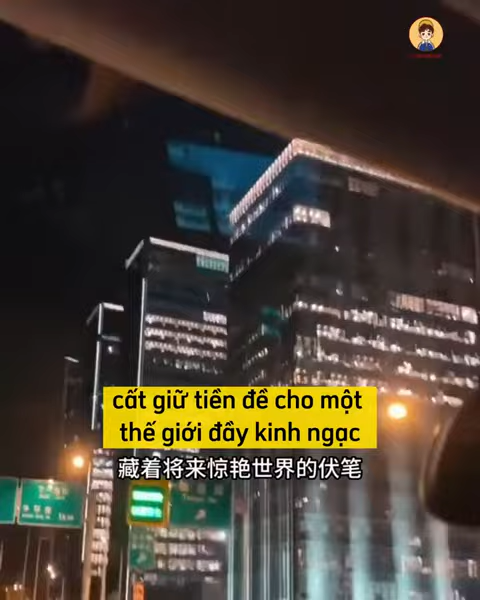 cất giữ tiền đề cho một
thế giới đầy kinh ngạc
藏着将来惊艳世界的伏笔